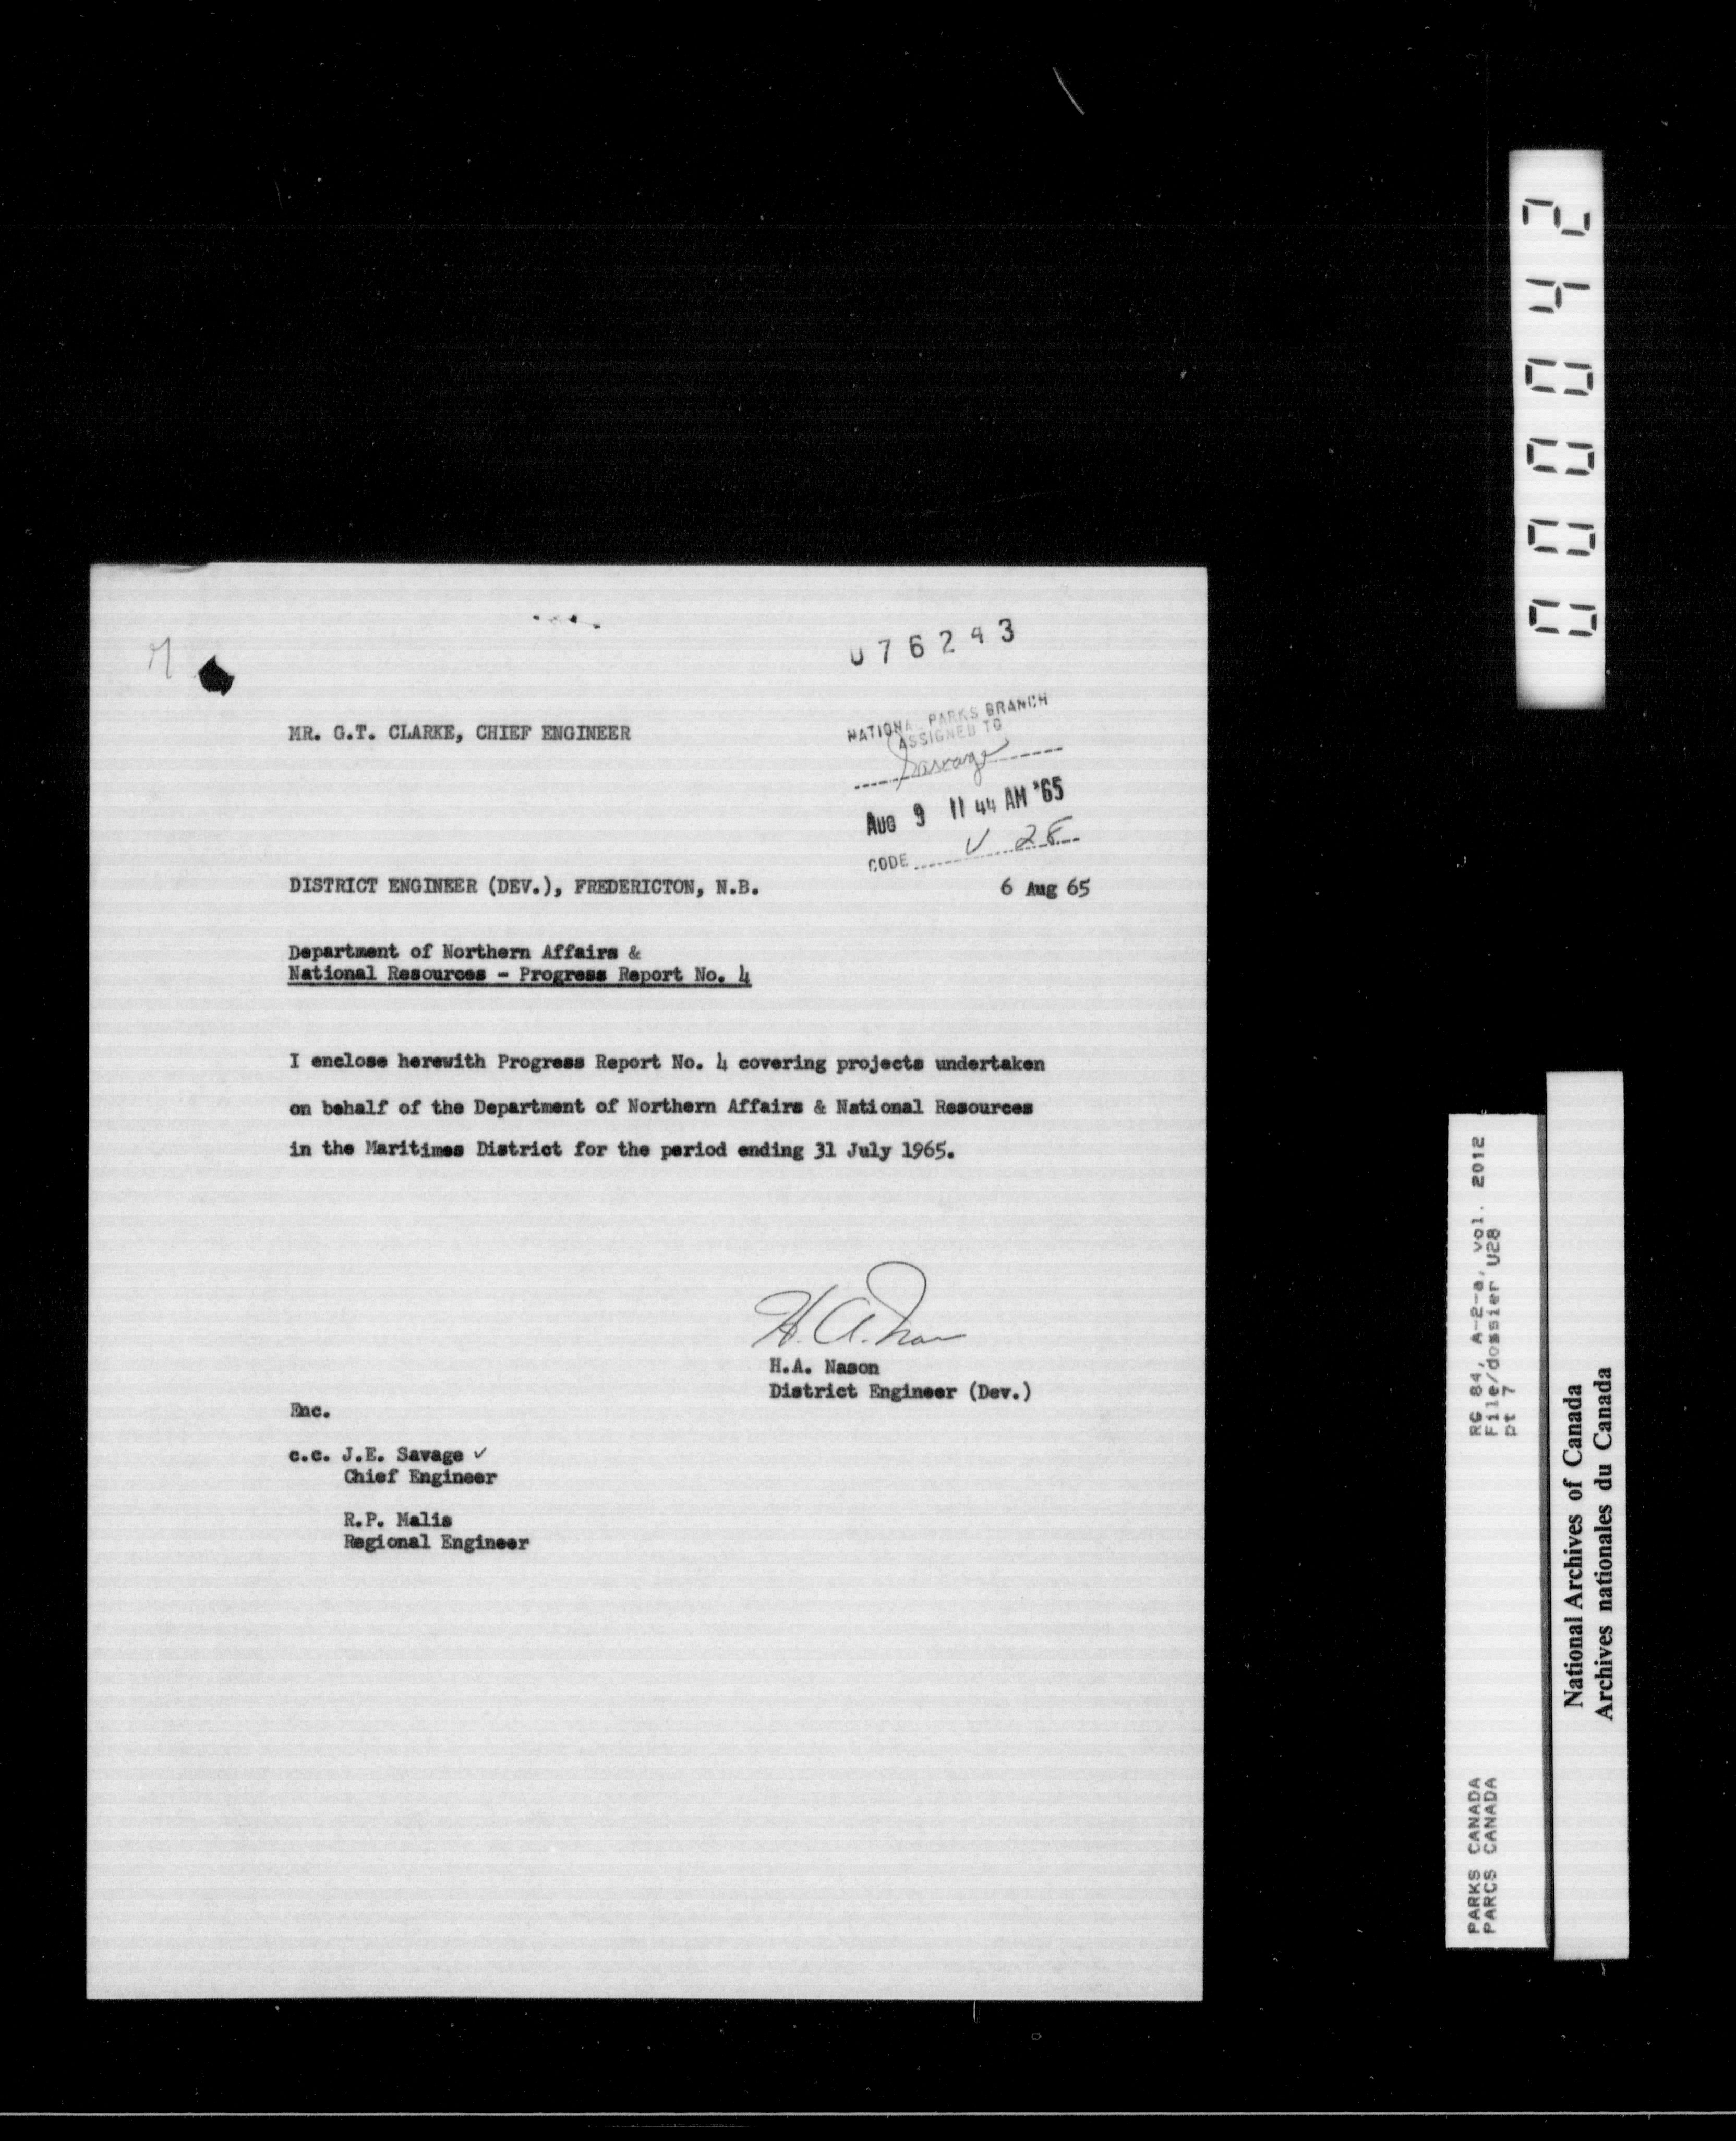 076243
MR. G.T. CLARKE, CHIEF ENGINEER
NATIONAL PARKS BRANCH
ASSIGNED TO
Savage
AUG 9 11 44 AM '65
CODE U 28
DISTRICT ENGINEER (DEV.), FREDERICTON, N.B. 6 Aug 65
Department of Northern Affairs &
National Resources - Progress Report No. 4
I enclose herewith Progress Report No. 4 covering projects undertaken
on behalf of the Department of Northern Affairs & National Resources
in the Maritimes District for the period ending 31 July 1965.
H.A. Nason
H.A. Nason
District Engineer (Dev.)
Enc.
c.c. J.E. Savage ✓
Chief Engineer
R.P. Malis
Regional Engineer
000042
RG 84, A-2-a, vol. 2012
File/dossier U28
pt 7
PARKS CANADA
PARCS CANADA
National Archives of Canada
Archives nationales du Canada